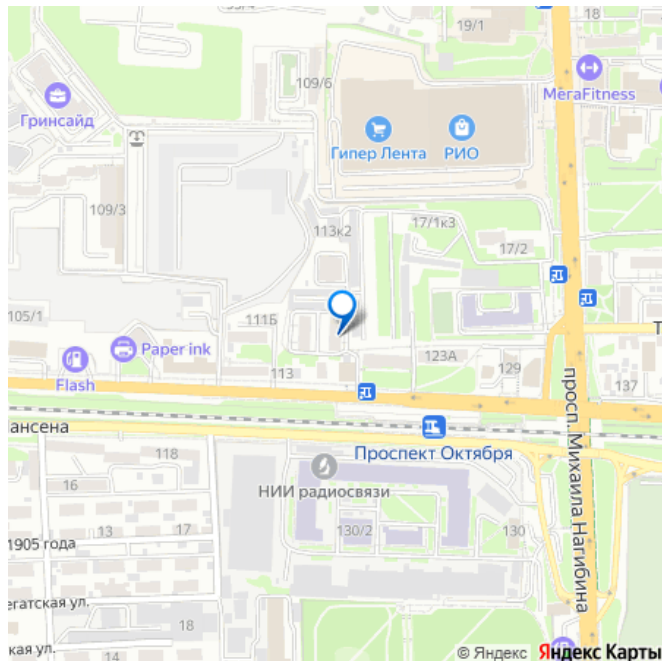 19/1
18
109/6
МегаFitness
Гринсайд
Гипер Лента
РИО
109/3
113к2
17/1к3
17/2
105/1
111Б
Paper ink
Flash
113
123А
129
137
Т
просп. Михаила Нагибина
ансена
Проспект Октября
118
НИИ радиосвязи
16
13
17
1905 года
130/2
130
егатская ул.
18
кая ул.
© Яндекс Яндекс Карты